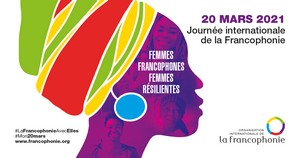 20 MARS 2021
Journée internationale
de la Francophonie
FEMMES
FRANCOPHONES
FEMMES
RÉSILIENTES
#LaFrancophonieAvecElles
#Mon20mars
www.francophonie.org
ORGANISATION
INTERNATIONALE DE
la francophonie